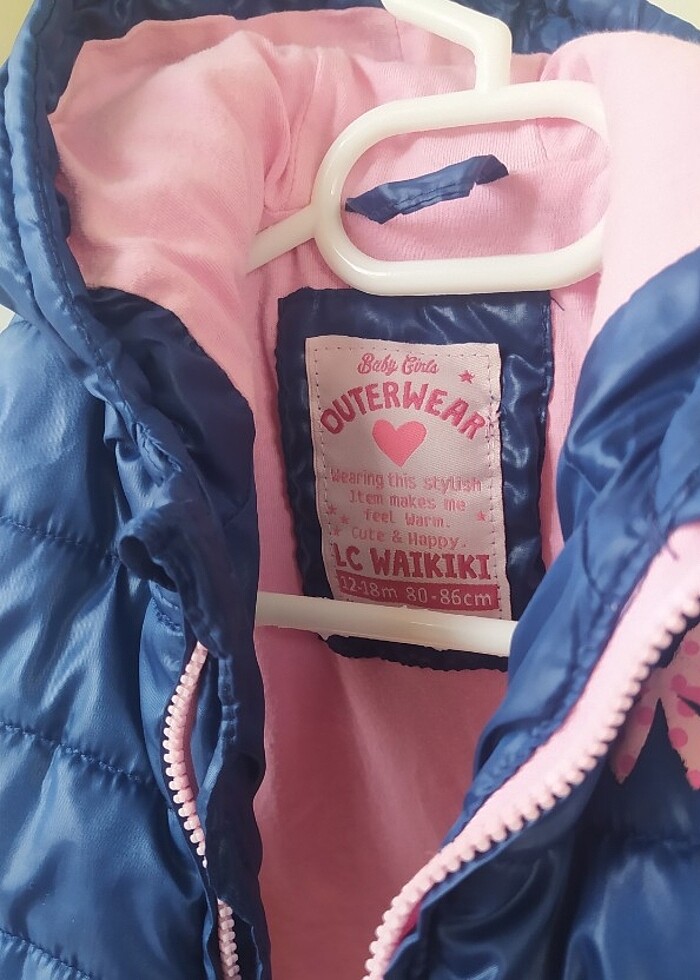 Baby Girls
OUTERWEAR
Wearing this stylish
Item makes me
feel Warm.
Cute & Happy.
LC WAIKIKI
12-18m 80-86cm